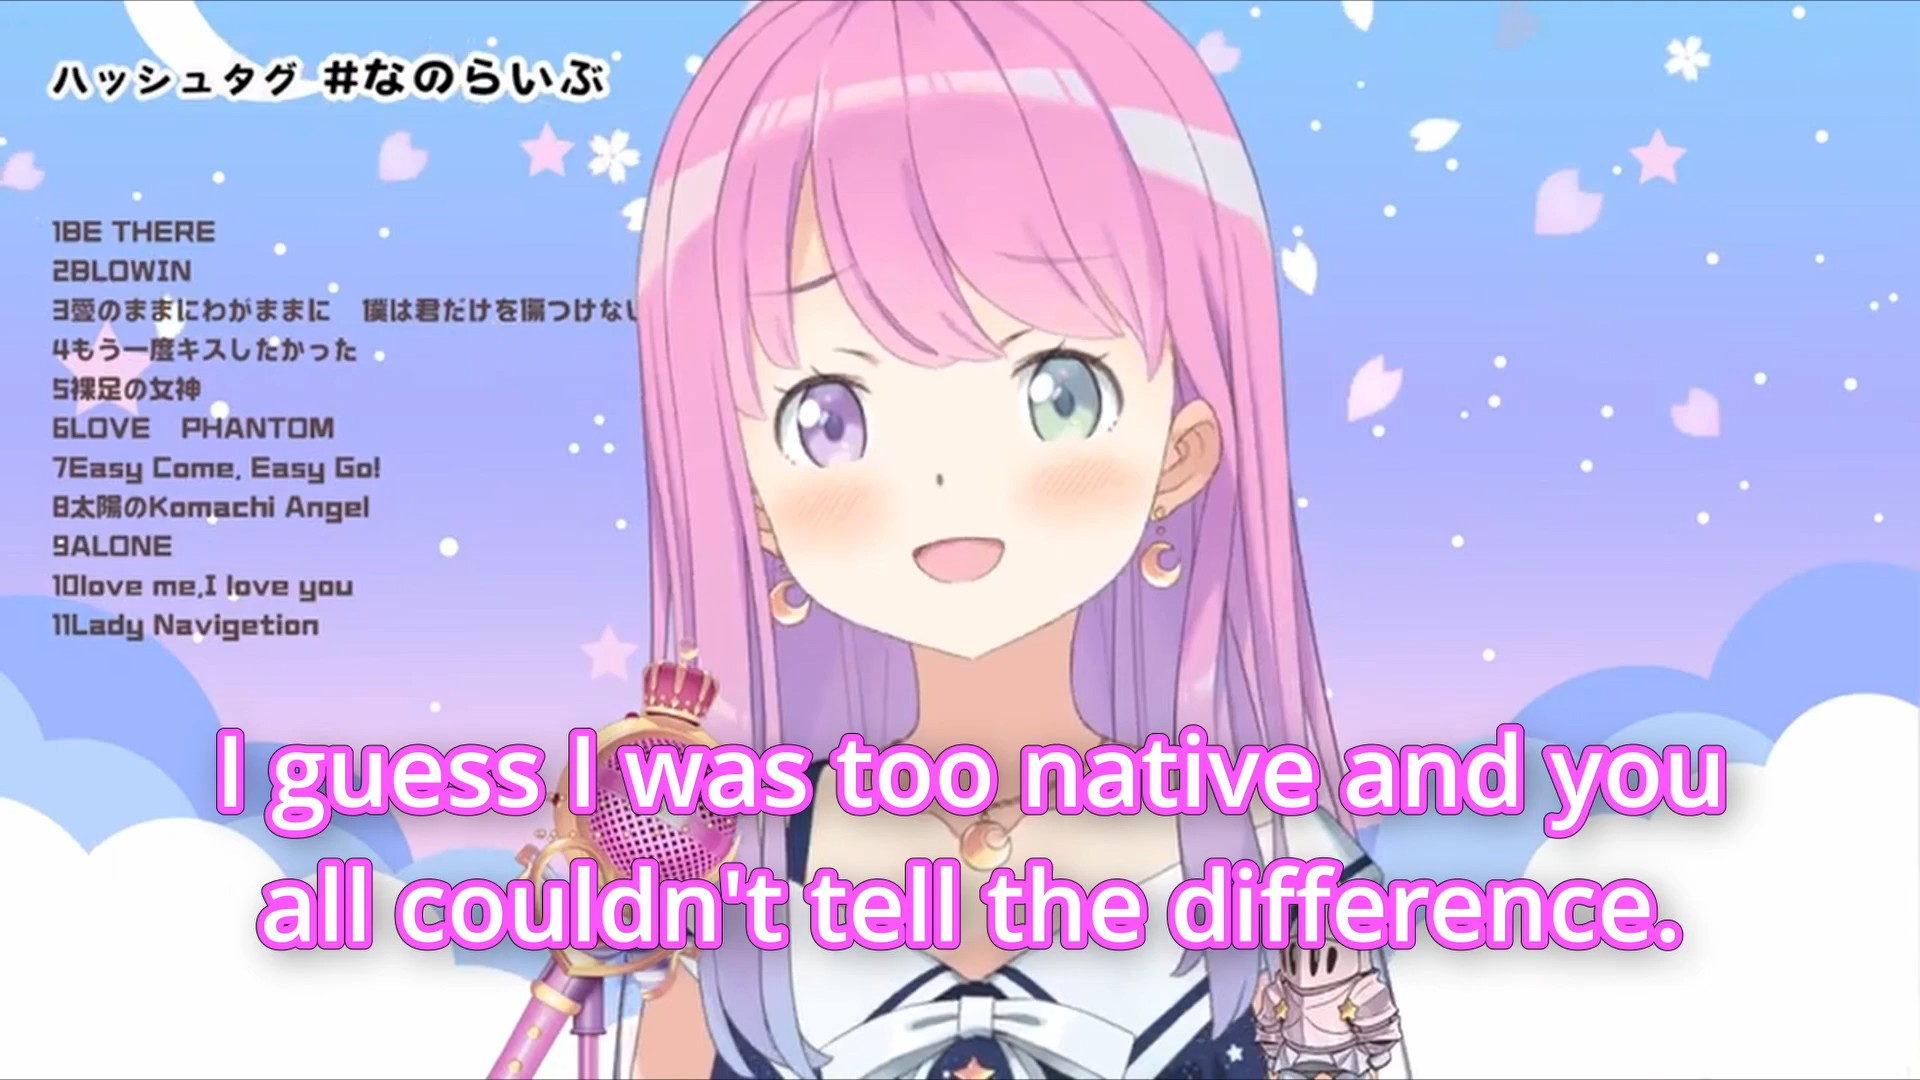 ハッシュタグ #なのらいぶ
1BE THERE
2BLOWIN
3愛のままにわがままに　僕は君だけを傷つけない
4もう一度キスしたかった
5裸足の女神
6LOVE　PHANTOM
7Easy Come, Easy Go!
8太陽のKomachi Angel
9ALONE
10love me,I love you
11Lady Navigetion
I guess I was too native and you
all couldn't tell the difference.